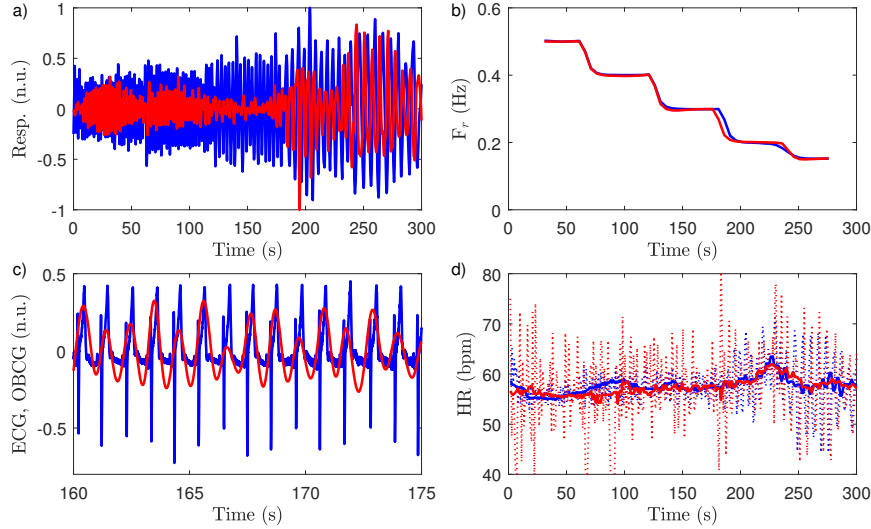 a)
1
0.5
0
-0.5
-1
Resp. (n.u.)
0 50 100 150 200 250 300
Time (s)
b)
0.6
0.4
0.2
0
F_r (Hz)
0 50 100 150 200 250 300
Time (s)
c)
0.5
0
-0.5
ECG, OBCG (n.u.)
160 165 170 175
Time (s)
d)
80
70
60
50
40
HR (bpm)
0 50 100 150 200 250 300
Time (s)